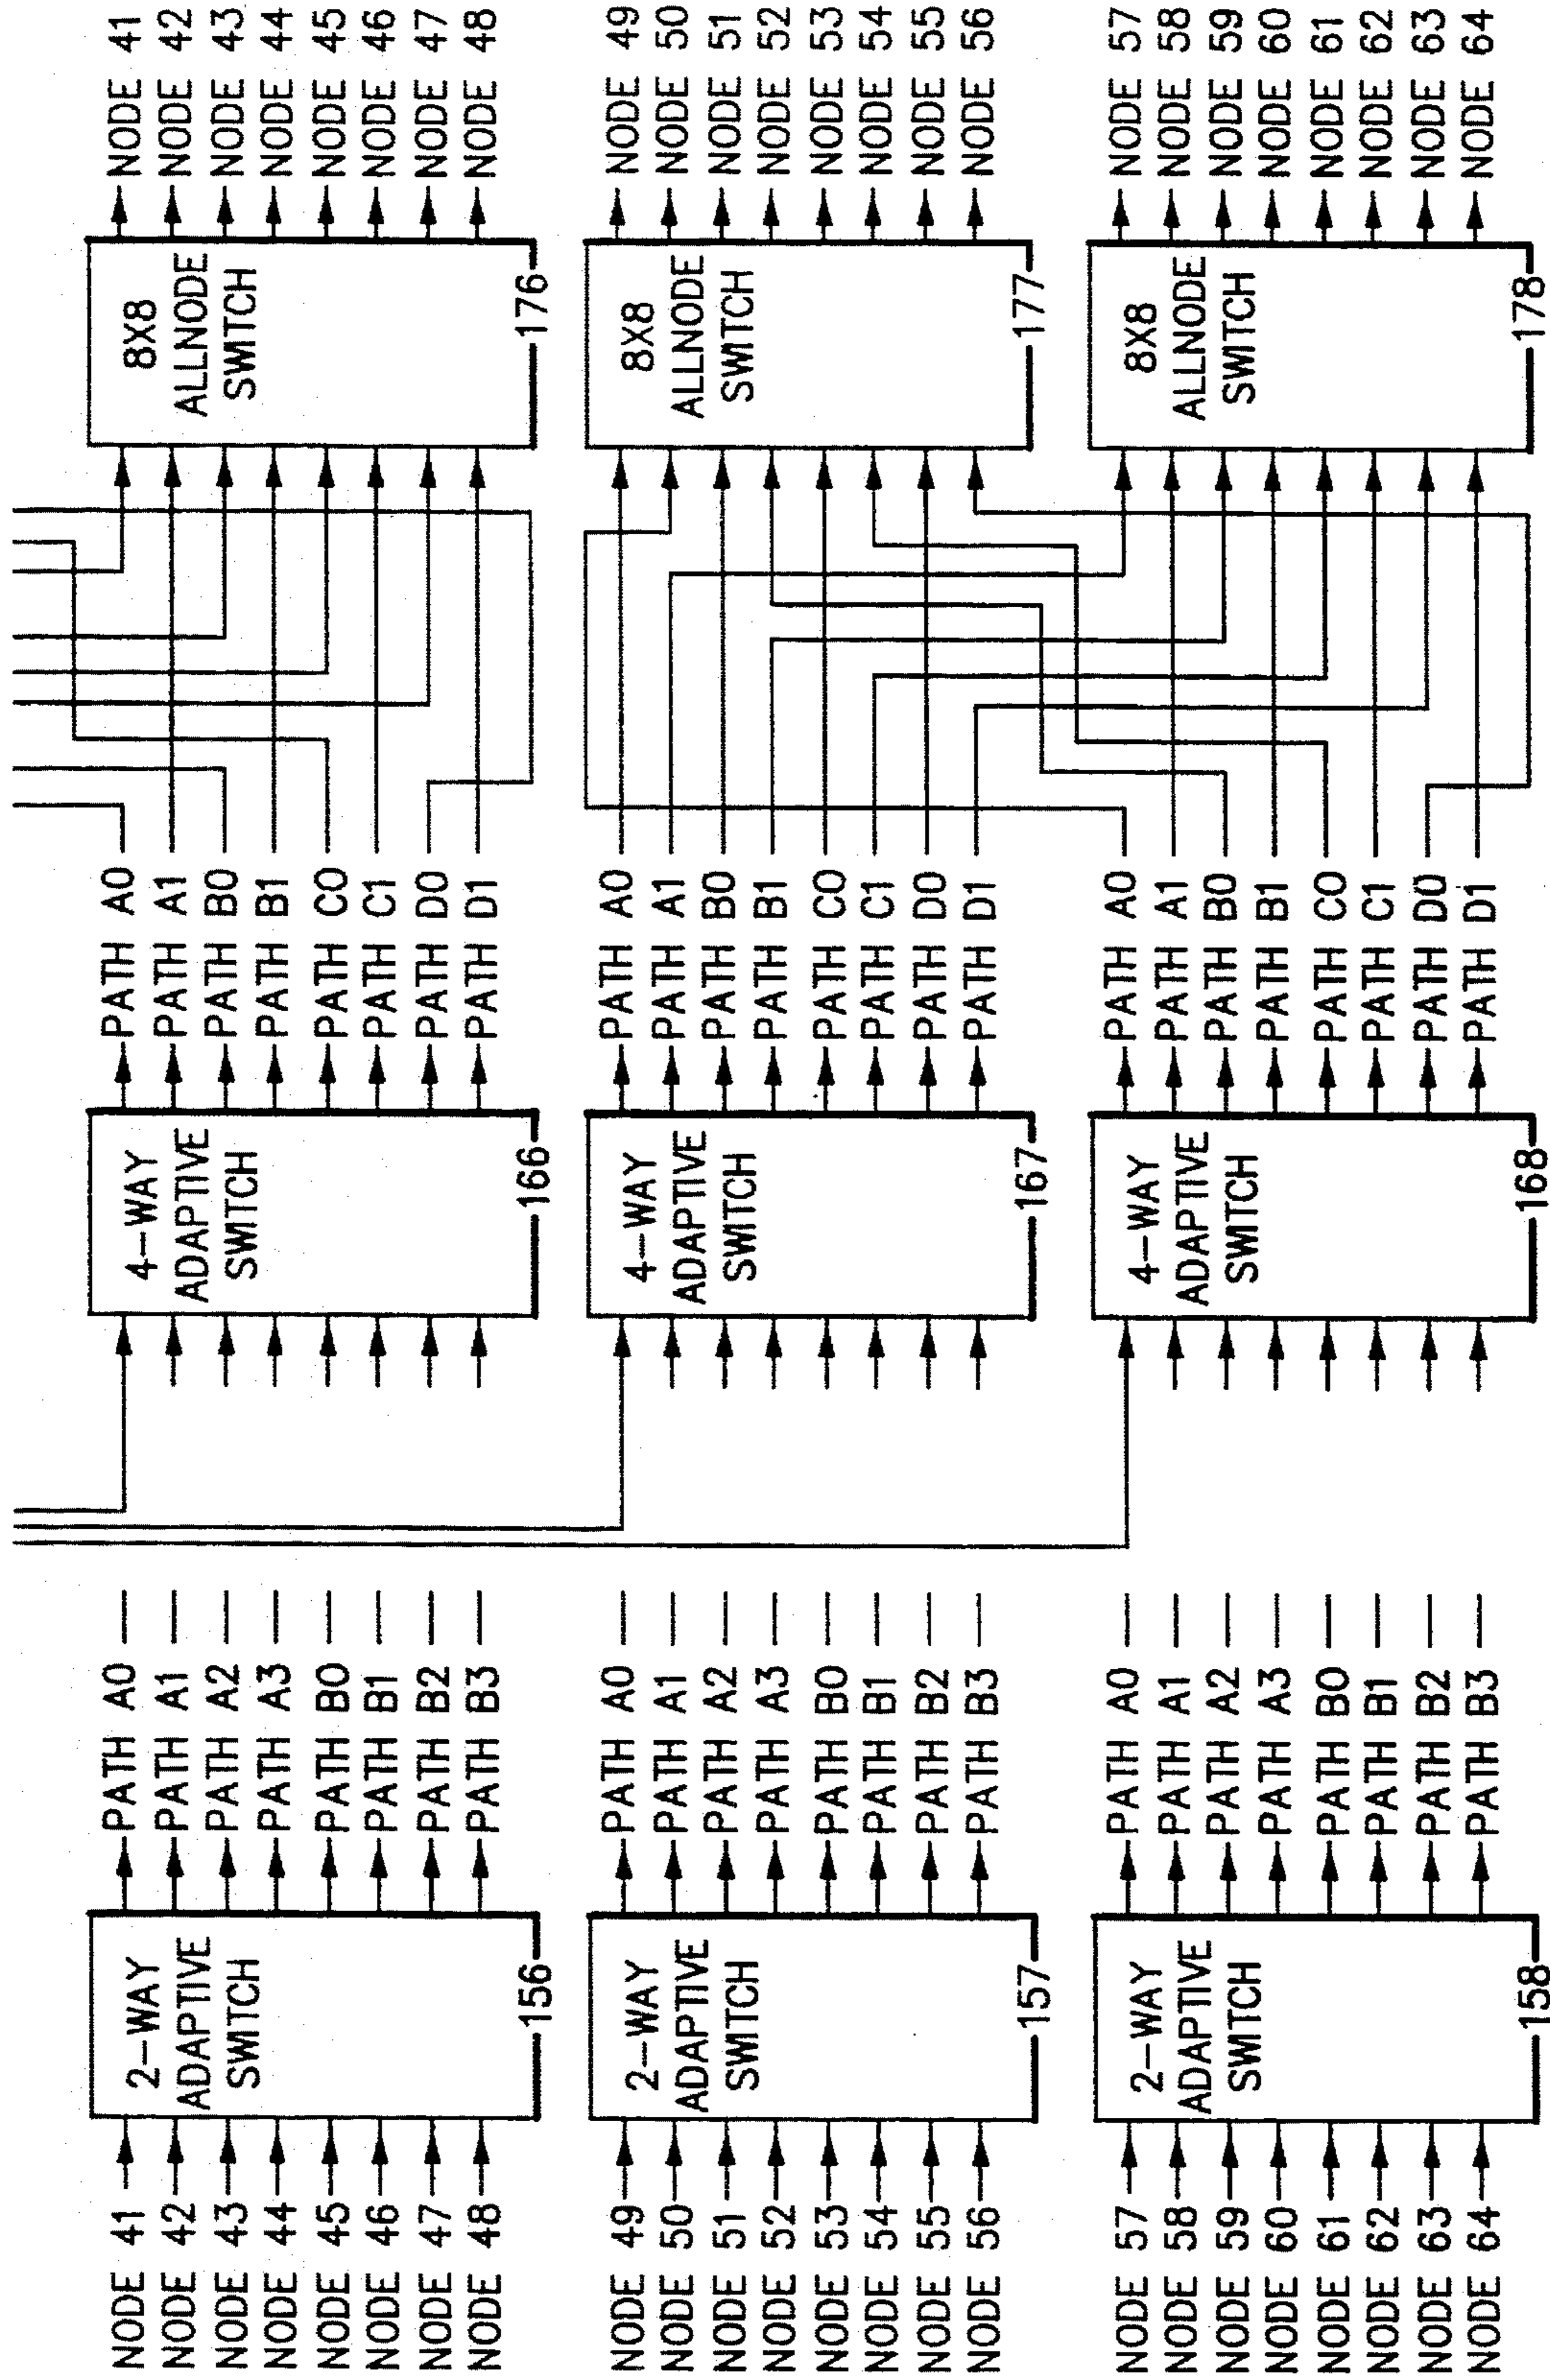 NODE 41
NODE 42
NODE 43
NODE 44
NODE 45
NODE 46
NODE 47
NODE 48
2-WAY
ADAPTIVE
SWITCH
156
PATH A0
PATH A1
PATH A2
PATH A3
PATH B0
PATH B1
PATH B2
PATH B3
4-WAY
ADAPTIVE
SWITCH
166
PATH A0
PATH A1
PATH B0
PATH B1
PATH C0
PATH C1
PATH D0
PATH D1
8X8
ALLNODE
SWITCH
176
NODE 41
NODE 42
NODE 43
NODE 44
NODE 45
NODE 46
NODE 47
NODE 48
NODE 49
NODE 50
NODE 51
NODE 52
NODE 53
NODE 54
NODE 55
NODE 56
2-WAY
ADAPTIVE
SWITCH
157
PATH A0
PATH A1
PATH A2
PATH A3
PATH B0
PATH B1
PATH B2
PATH B3
4-WAY
ADAPTIVE
SWITCH
167
PATH A0
PATH A1
PATH B0
PATH B1
PATH C0
PATH C1
PATH D0
PATH D1
8X8
ALLNODE
SWITCH
177
NODE 49
NODE 50
NODE 51
NODE 52
NODE 53
NODE 54
NODE 55
NODE 56
NODE 57
NODE 58
NODE 59
NODE 60
NODE 61
NODE 62
NODE 63
NODE 64
2-WAY
ADAPTIVE
SWITCH
158
PATH A0
PATH A1
PATH A2
PATH A3
PATH B0
PATH B1
PATH B2
PATH B3
4-WAY
ADAPTIVE
SWITCH
168
PATH A0
PATH A1
PATH B0
PATH B1
PATH C0
PATH C1
PATH D0
PATH D1
8X8
ALLNODE
SWITCH
178
NODE 57
NODE 58
NODE 59
NODE 60
NODE 61
NODE 62
NODE 63
NODE 64